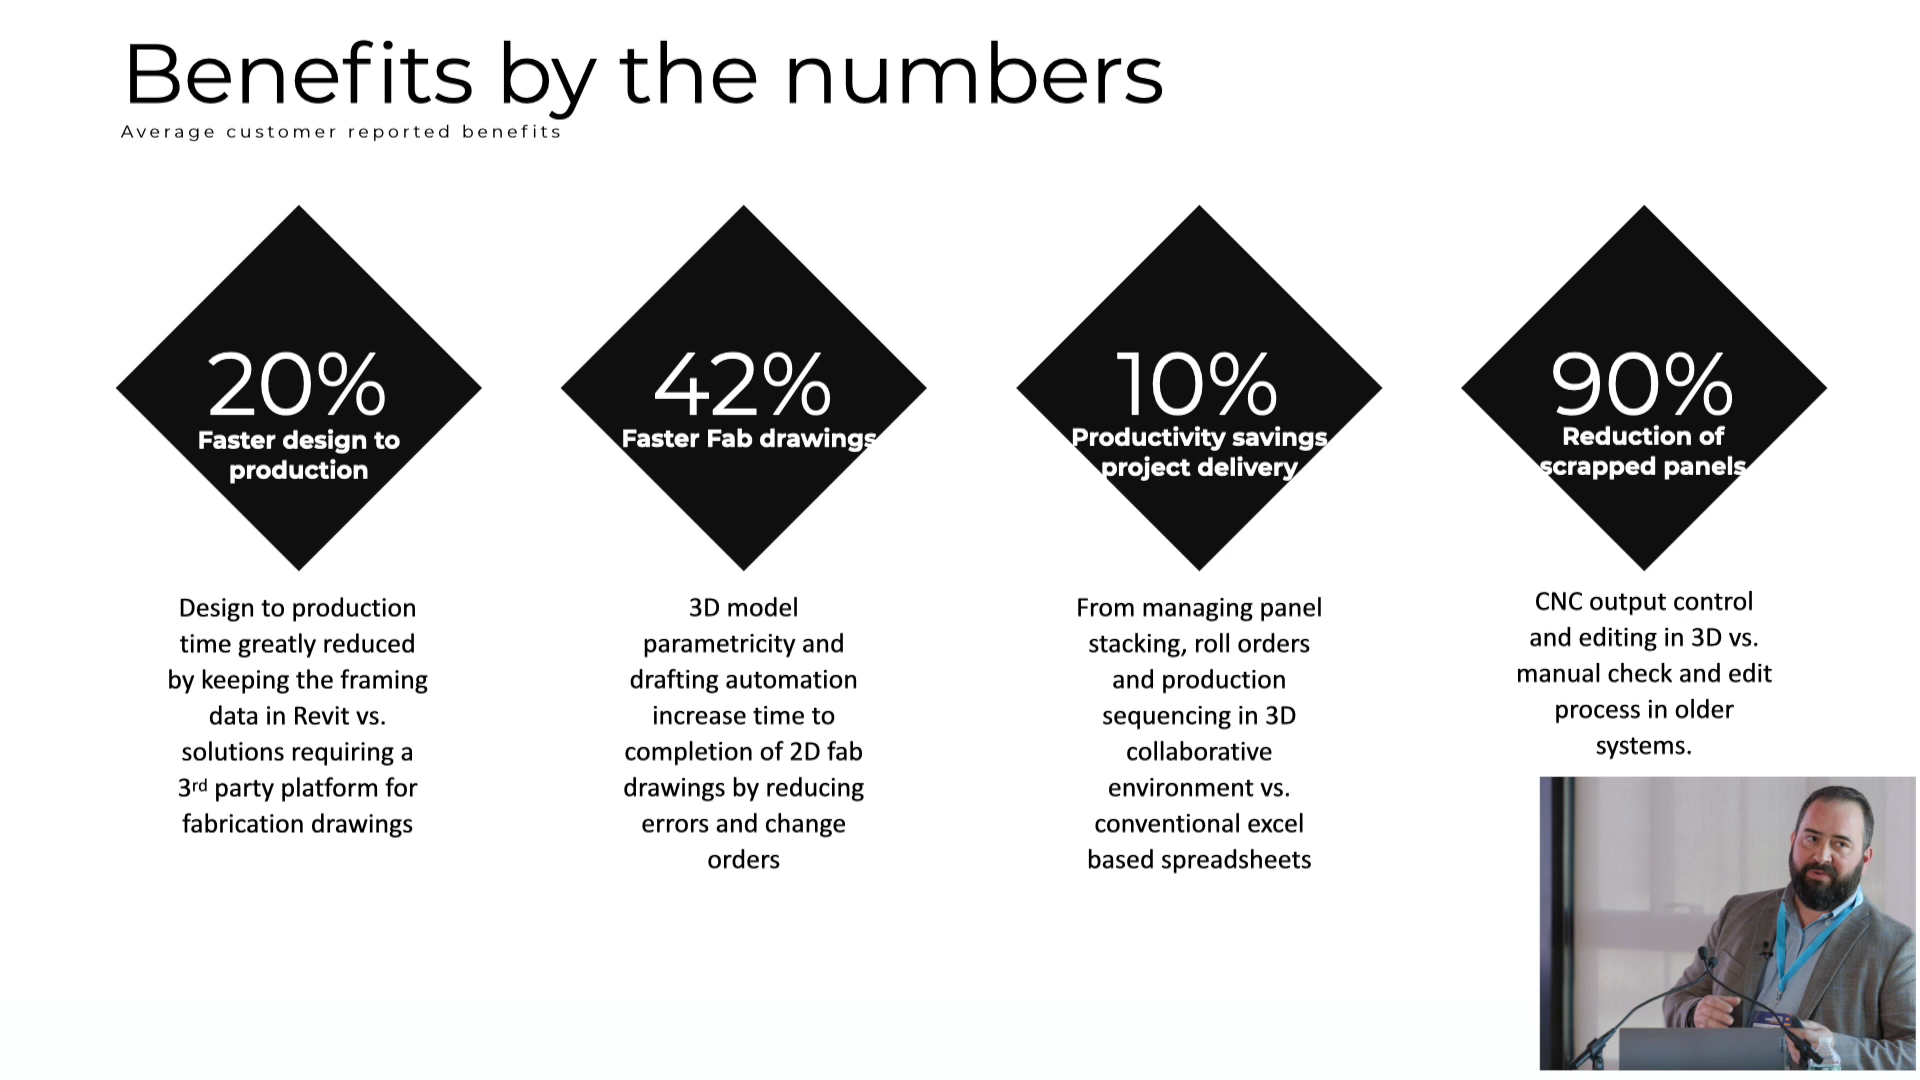 Benefits by the numbers
Average customer reported benefits
20%
Faster design to
production
Design to production
time greatly reduced
by keeping the framing
data in Revit vs.
solutions requiring a
3rd party platform for
fabrication drawings
42%
Faster Fab drawings
3D model
parametricity and
drafting automation
increase time to
completion of 2D fab
drawings by reducing
errors and change
orders
10%
Productivity savings
project delivery
From managing panel
stacking, roll orders
and production
sequencing in 3D
collaborative
environment vs.
conventional excel
based spreadsheets
90%
Reduction of
scrapped panels
CNC output control
and editing in 3D vs.
manual check and edit
process in older
systems.